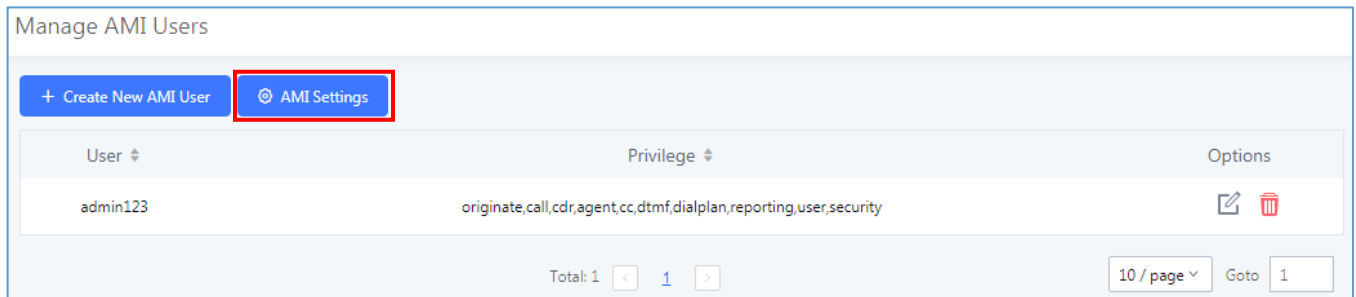 Manage AMI Users
+ Create New AMI User AMI Settings
User Privilege Options
admin123 originate,call,cdr,agent,cc,dtmf,dialplan,reporting,user,security
Total: 1 < 1 > 10 / page Goto 1